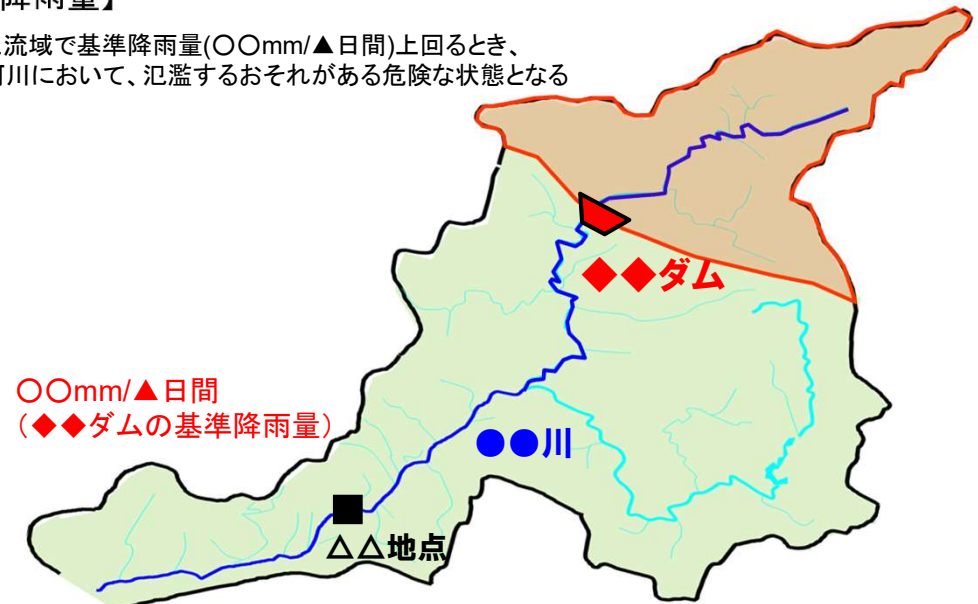 降雨量】
流域で基準降雨量(〇〇mm/▲日間)上回るとき、
河川において、氾濫するおそれがある危険な状態となる
◆◆ダム
〇〇mm/▲日間
（◆◆ダムの基準降雨量）
●●川
△△地点